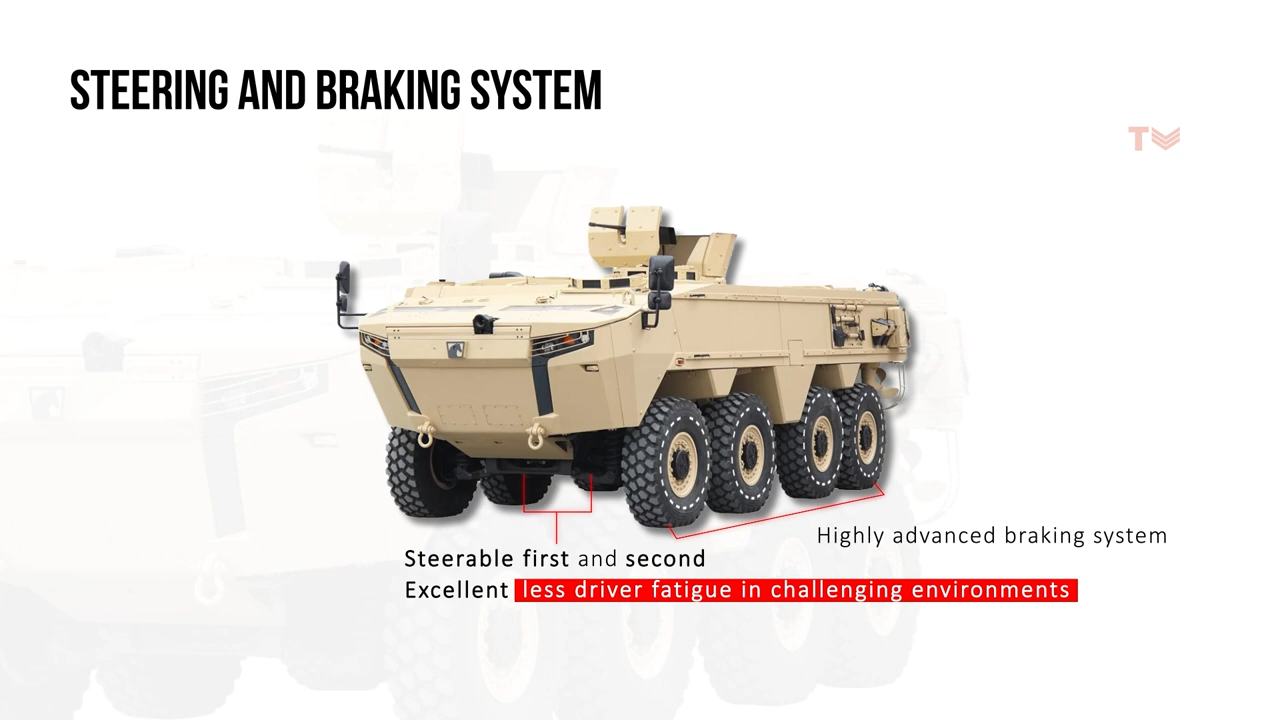 STEERING AND BRAKING SYSTEM
T
Highly advanced braking system
Steerable first and second
Excellent less driver fatigue in challenging environments